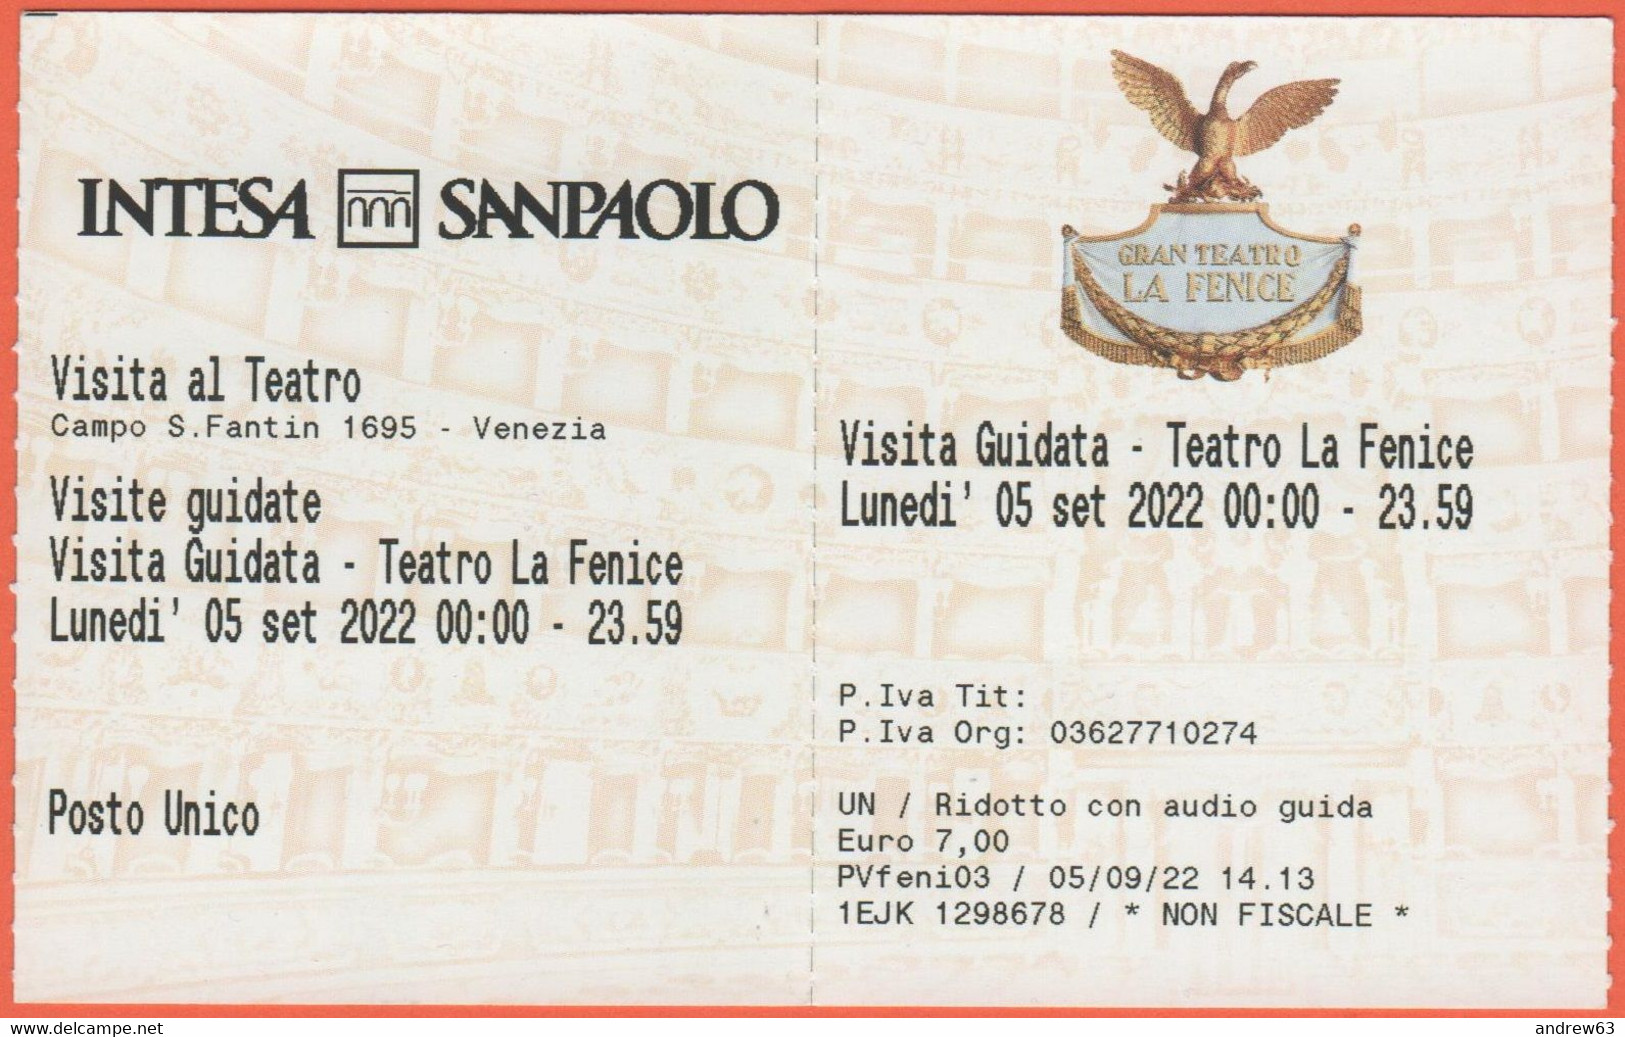 INTESA SANPAOLO
Visita al Teatro
Campo S.Fantin 1695 - Venezia
Visite guidate
Visita Guidata - Teatro La Fenice
Lunedi' 05 set 2022 00:00 - 23.59
Posto Unico
GRAN TEATRO
LA FENICE
Visita Guidata - Teatro La Fenice
Lunedi' 05 set 2022 00:00 - 23.59
P.Iva Tit:
P.Iva Org: 03627710274
UN / Ridotto con audio guida
Euro 7,00
PVfeni03 / 05/09/22 14.13
1EJK 1298678 / * NON FISCALE *
www.delcampe.net
andrew63